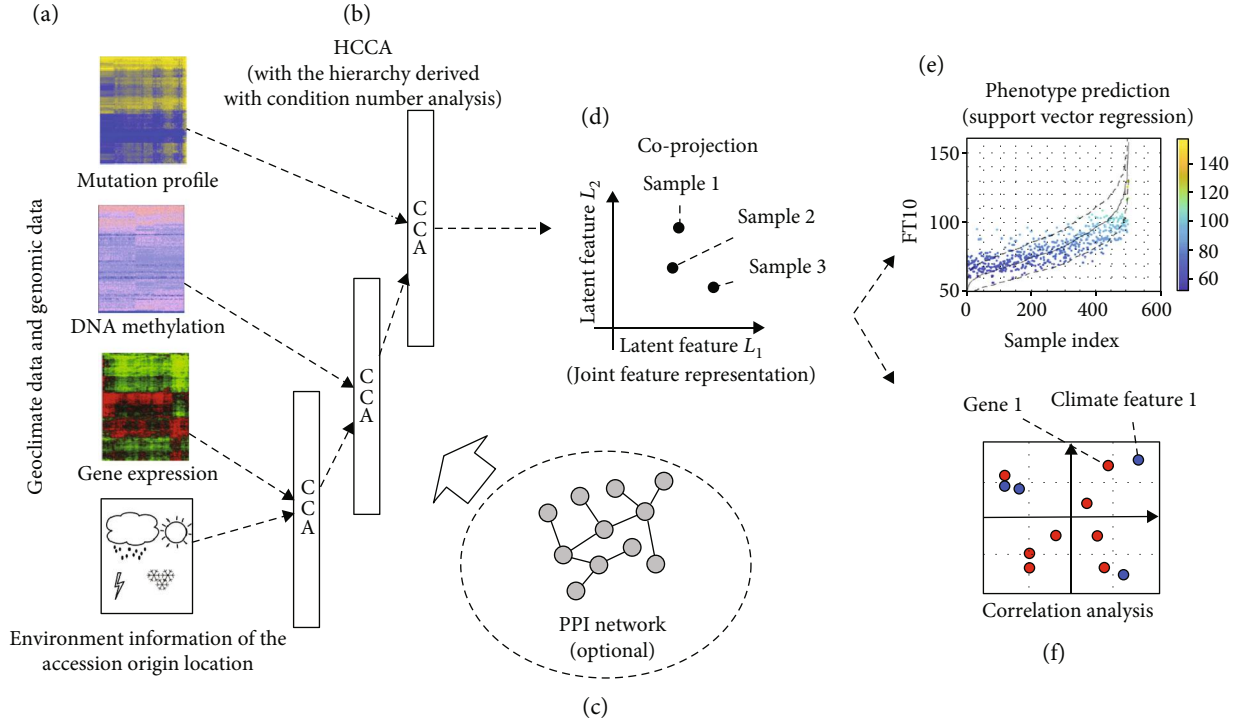 (a)
Geoclimate data and genomic data
Mutation profile
DNA methylation
Gene expression
Environment information of the
accession origin location
(b)
HCCA
(with the hierarchy derived
with condition number analysis)
CCA
CCA
CCA
PPI network
(optional)
(c)
(d)
Co-projection
Sample 1
Sample 2
Sample 3
Latent feature L2
Latent feature L1
(Joint feature representation)
(e)
Phenotype prediction
(support vector regression)
FT10
150
100
50
0
200
400
600
Sample index
140
120
100
80
60
Gene 1
Climate feature 1
Correlation analysis
(f)